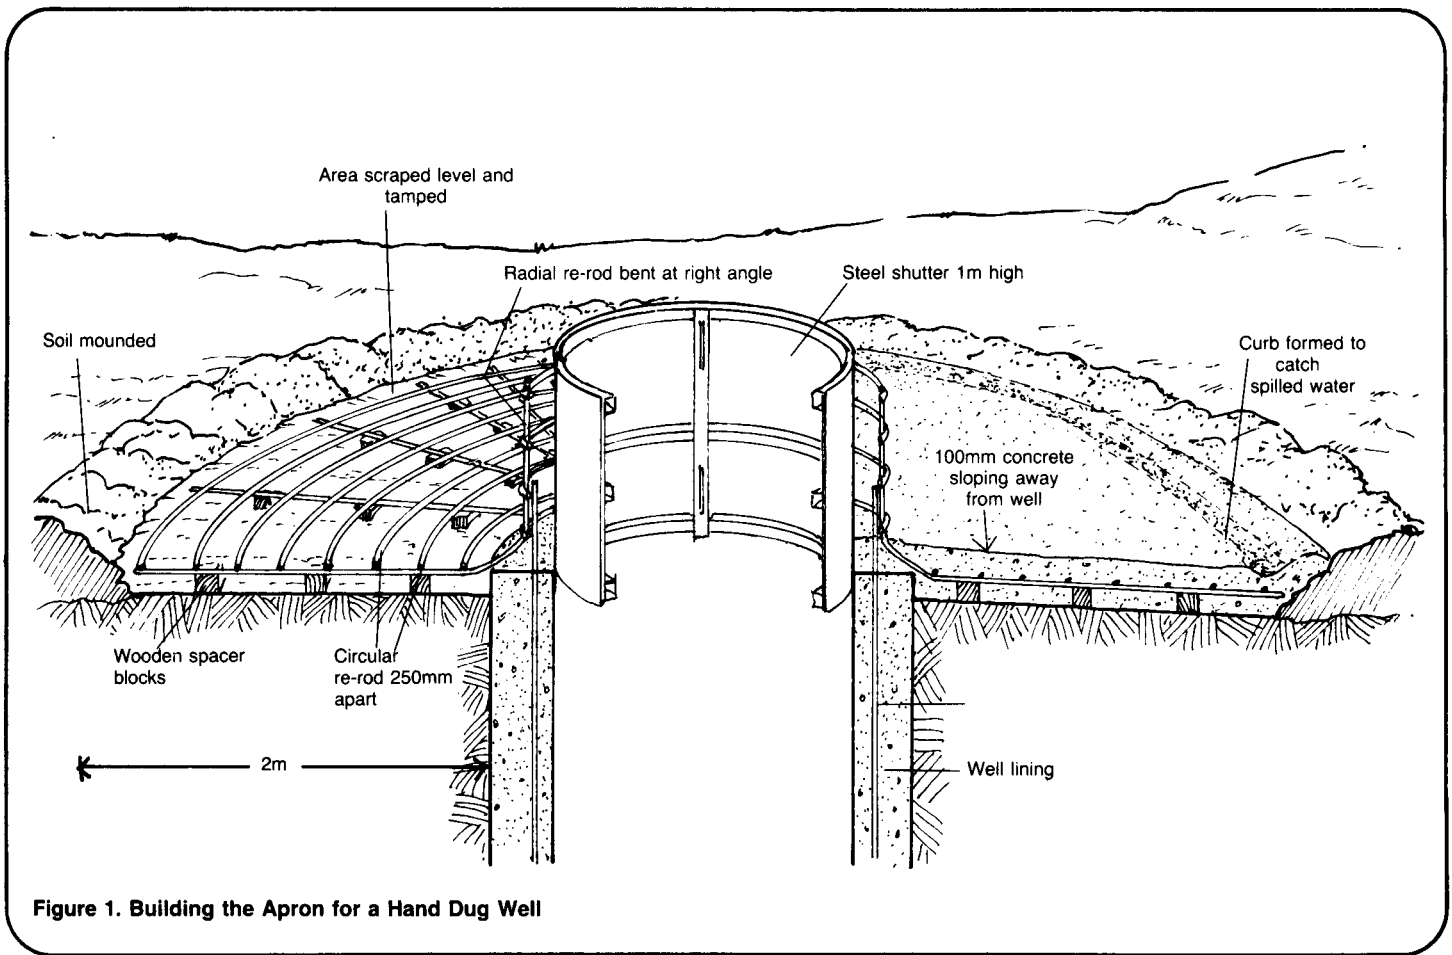 Area scraped level and
tamped
Radial re-rod bent at right angle
Steel shutter 1m high
Soil mounded
Curb formed to
catch
spilled water
100mm concrete
sloping away
from well
Wooden spacer
blocks
Circular
re-rod 250mm
apart
2m
Well lining
Figure 1. Building the Apron for a Hand Dug Well